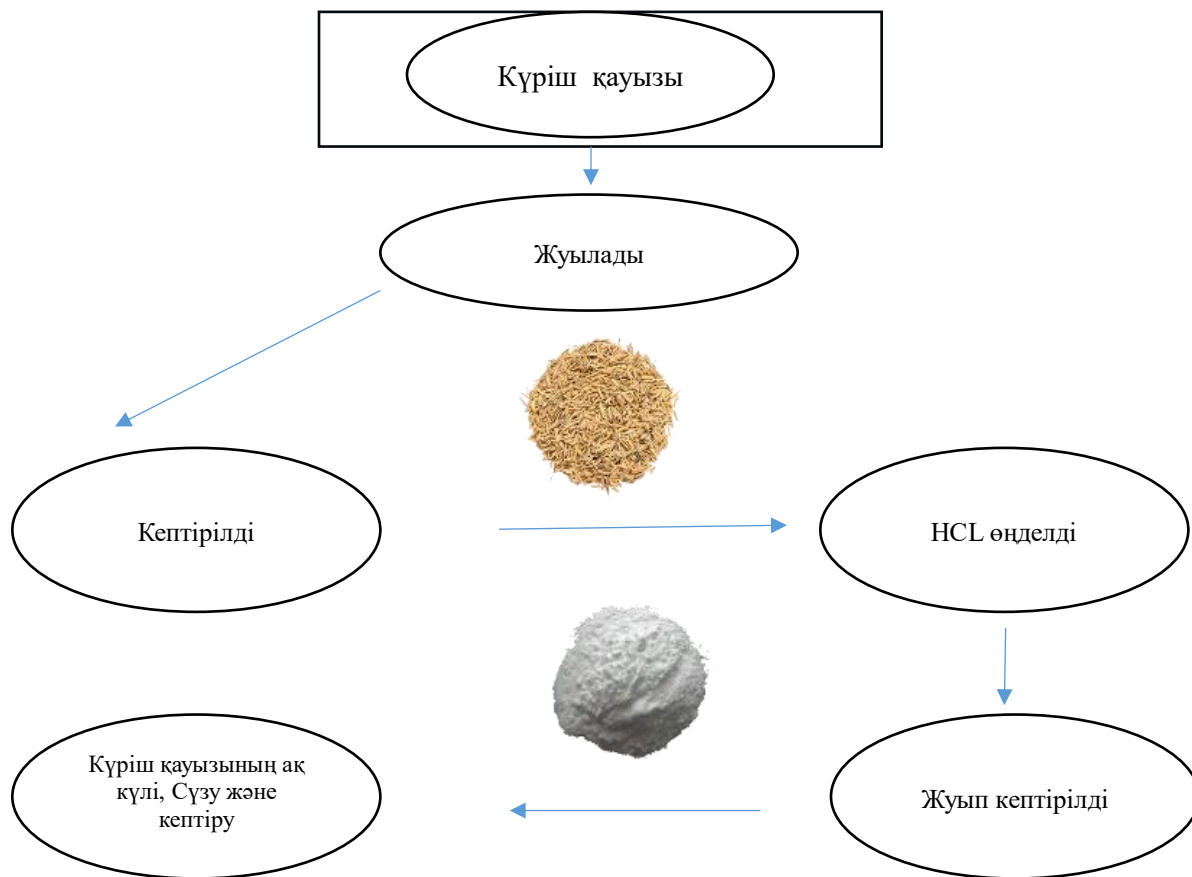 Күріш қауызы
Жуылады
Кептірілді
HCL өңделді
Күріш қауызының ақ
күлі, Сүзу және
кептіру
Жуып кептірілді